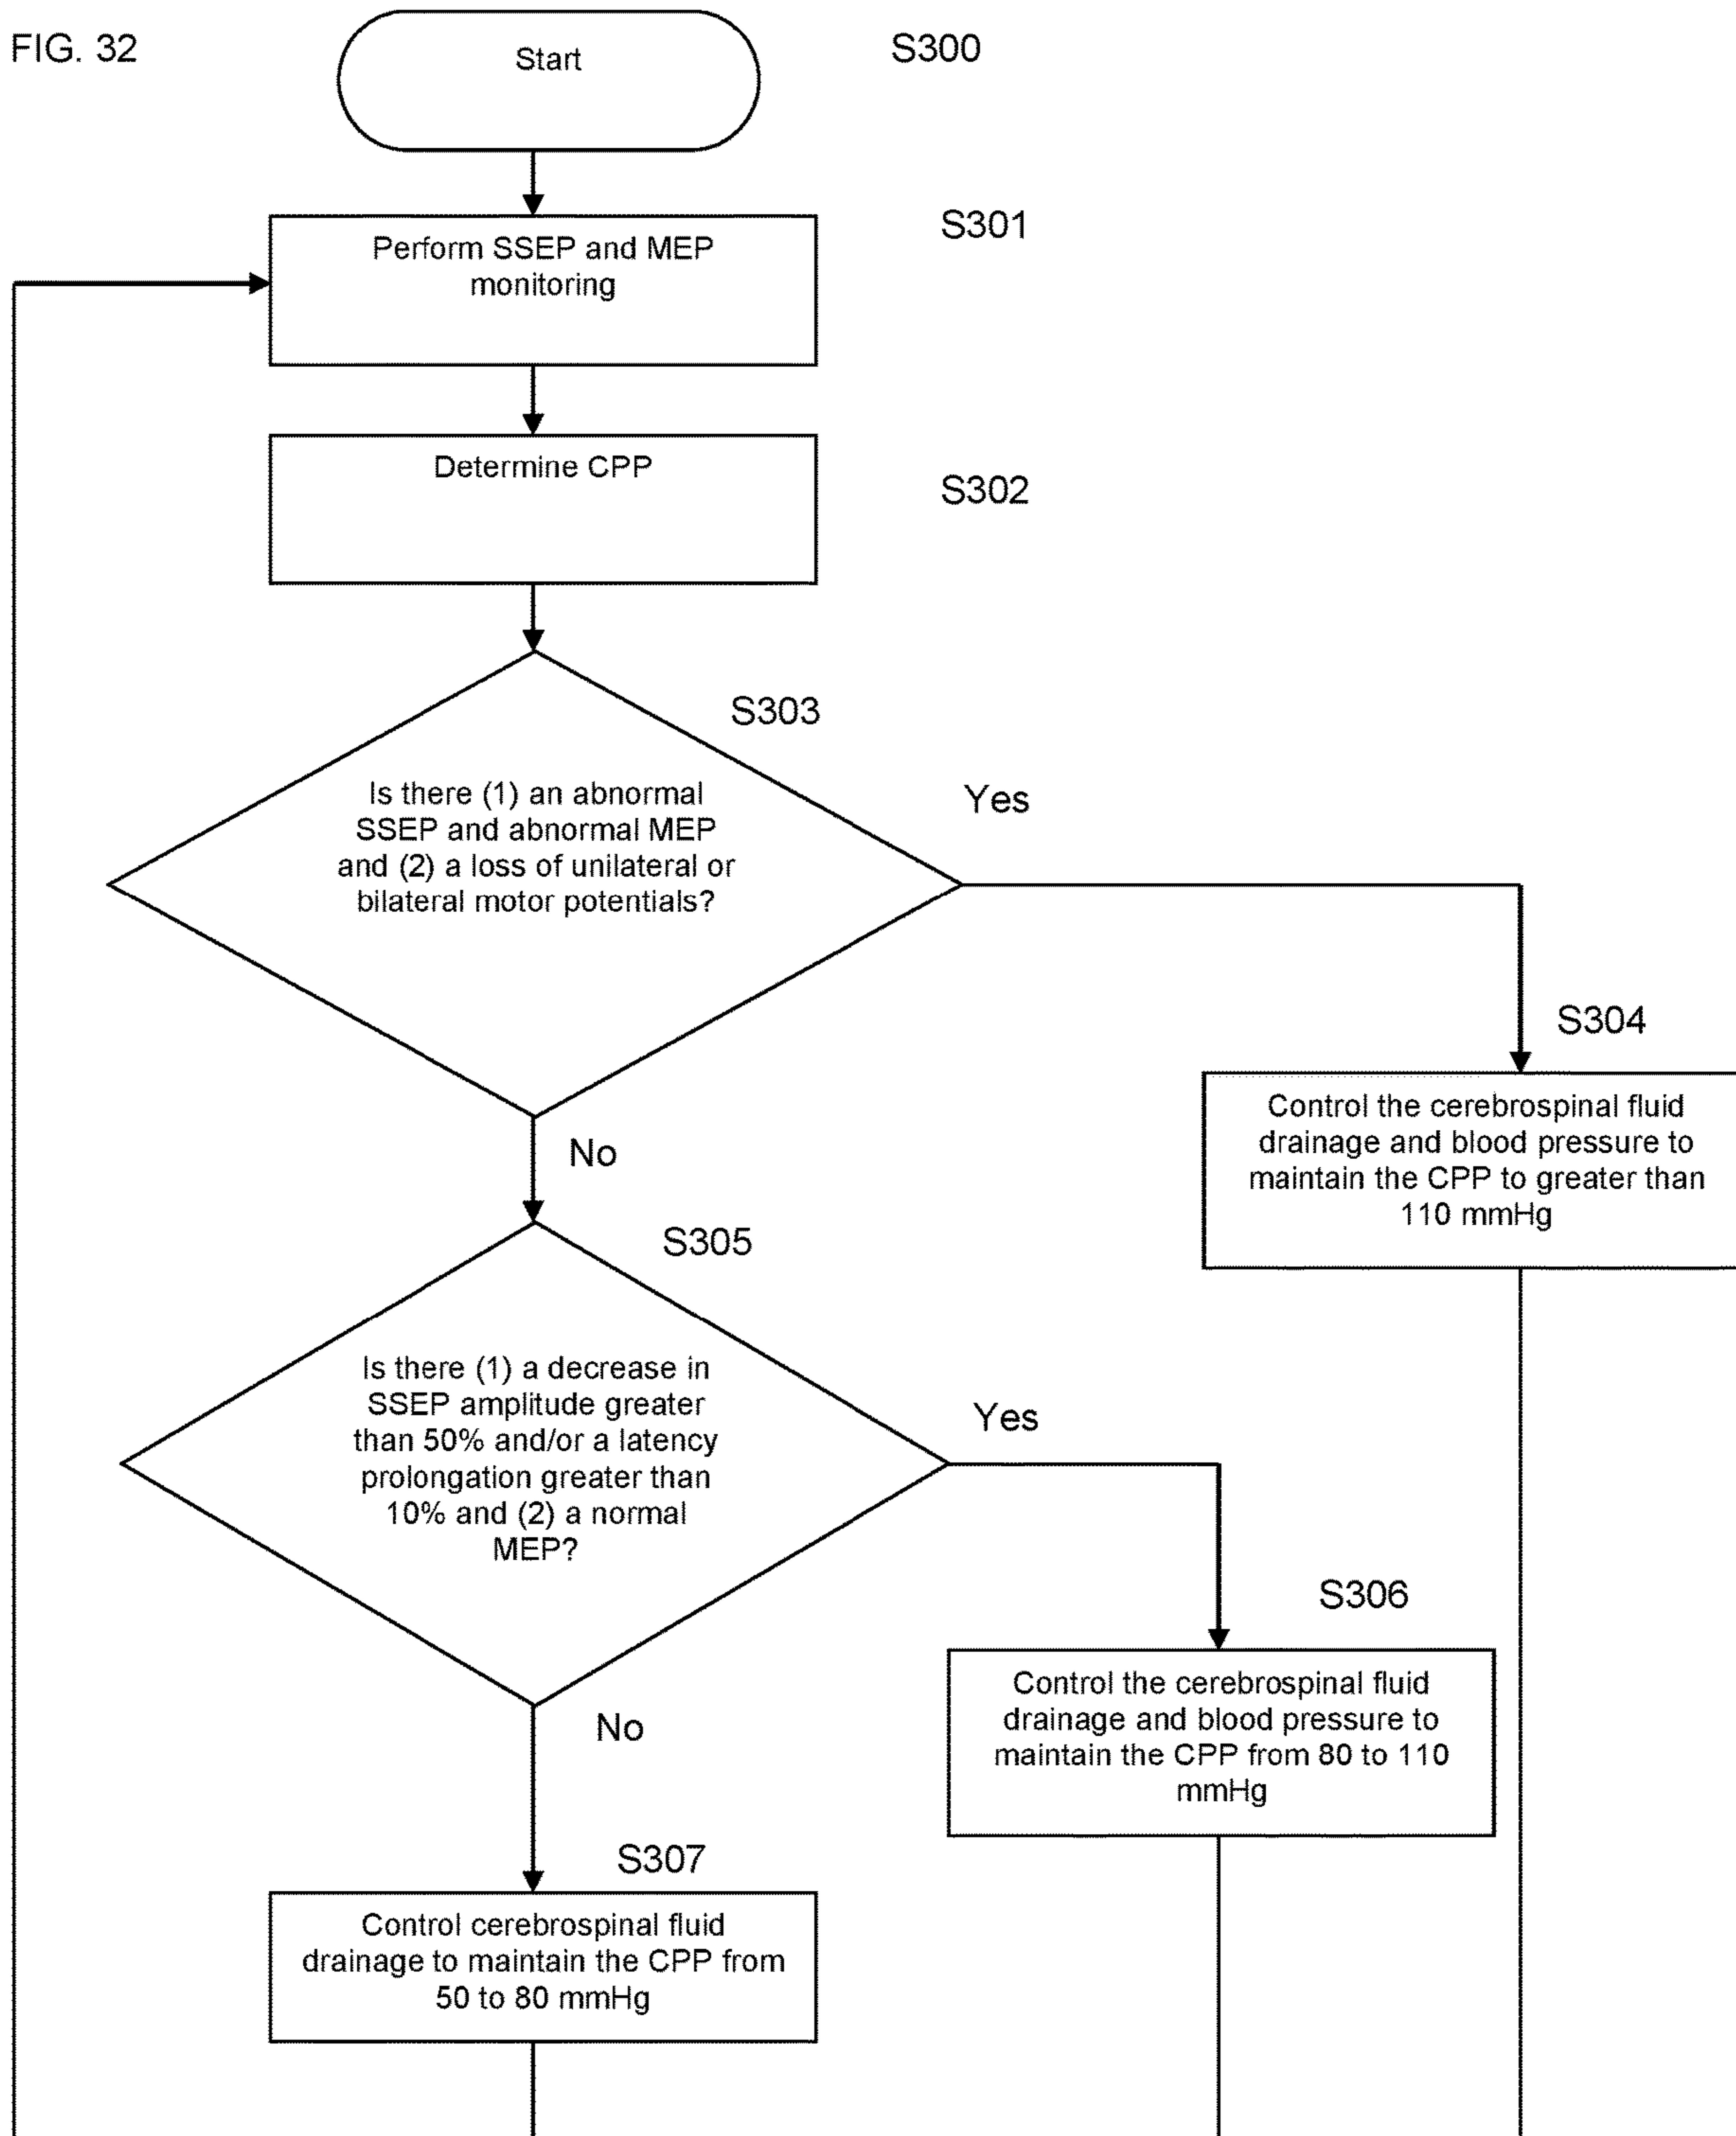 FIG. 32
Start
S300
S301
Perform SSEP and MEP
monitoring
Determine CPP
S302
S303
Is there (1) an abnormal
SSEP and abnormal MEP
and (2) a loss of unilateral or
bilateral motor potentials?
Yes
S304
Control the cerebrospinal fluid
drainage and blood pressure to
maintain the CPP to greater than
110 mmHg
No
S305
Is there (1) a decrease in
SSEP amplitude greater
than 50% and/or a latency
prolongation greater than
10% and (2) a normal
MEP?
Yes
S306
Control the cerebrospinal fluid
drainage and blood pressure to
maintain the CPP from 80 to 110
mmHg
No
S307
Control cerebrospinal fluid
drainage to maintain the CPP from
50 to 80 mmHg